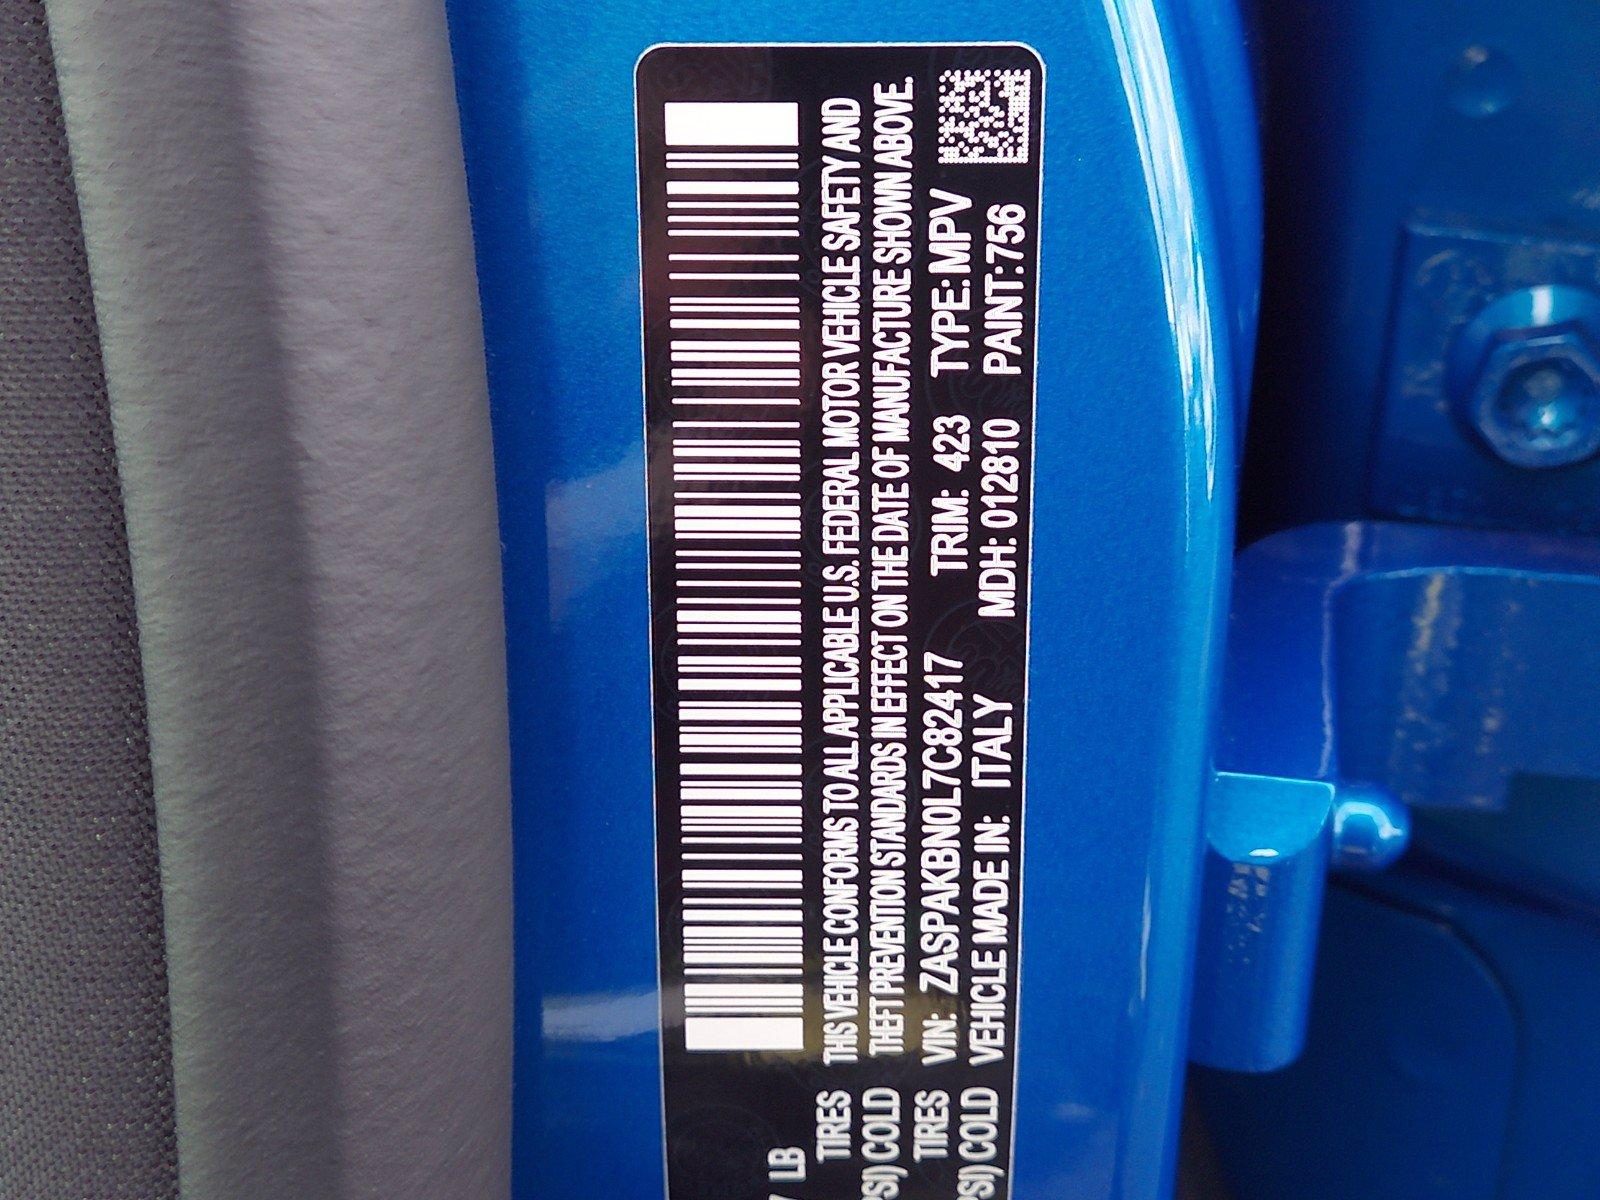 7 LB
TIRES
PSI) COLD
TIRES
PSI) COLD
THIS VEHICLE CONFORMS TO ALL APPLICABLE U.S. FEDERAL MOTOR VEHICLE SAFETY AND
THEFT PREVENTION STANDARDS IN EFFECT ON THE DATE OF MANUFACTURE SHOWN ABOVE.
VIN: ZASPAKBN0L7C82417 TRIM: 423 TYPE: MPV
VEHICLE MADE IN: ITALY MDH: 012810 PAINT: 756